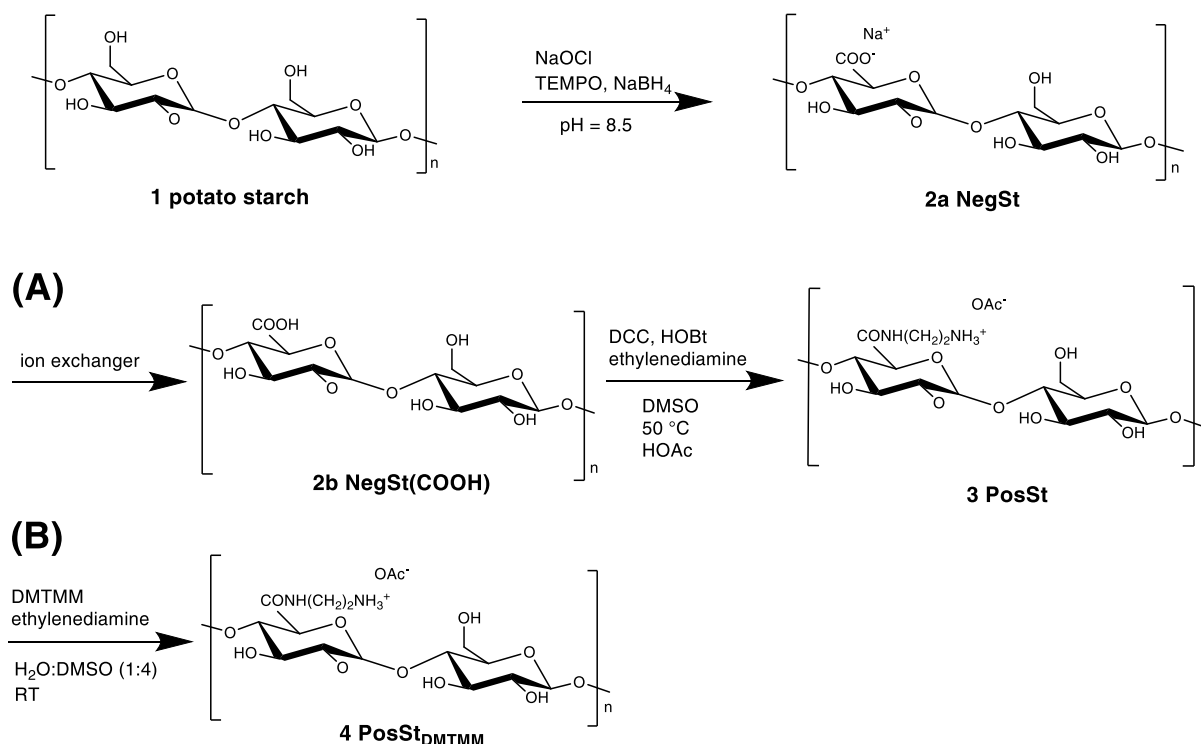 OH
O
HO
O
O
OH
O
HO
OH
O
n
1 potato starch
NaOCl
TEMPO, NaBH₄
pH = 8.5
Na⁺
COO⁻
O
O
HO
O
O
OH
O
HO
OH
O
n
2a NegSt
(A)
ion exchanger
COOH
O
O
HO
O
O
OH
O
HO
OH
O
n
2b NegSt(COOH)
DCC, HOBt
ethylenediamine
DMSO
50 °C
HOAc
OAc⁻
CONH(CH₂)₂NH₃⁺
O
O
HO
O
O
OH
O
HO
OH
O
n
3 PosSt
(B)
DMTMM
ethylenediamine
H₂O:DMSO (1:4)
RT
OAc⁻
CONH(CH₂)₂NH₃⁺
O
O
HO
O
O
OH
O
HO
OH
O
n
4 PosSt_DMTMM